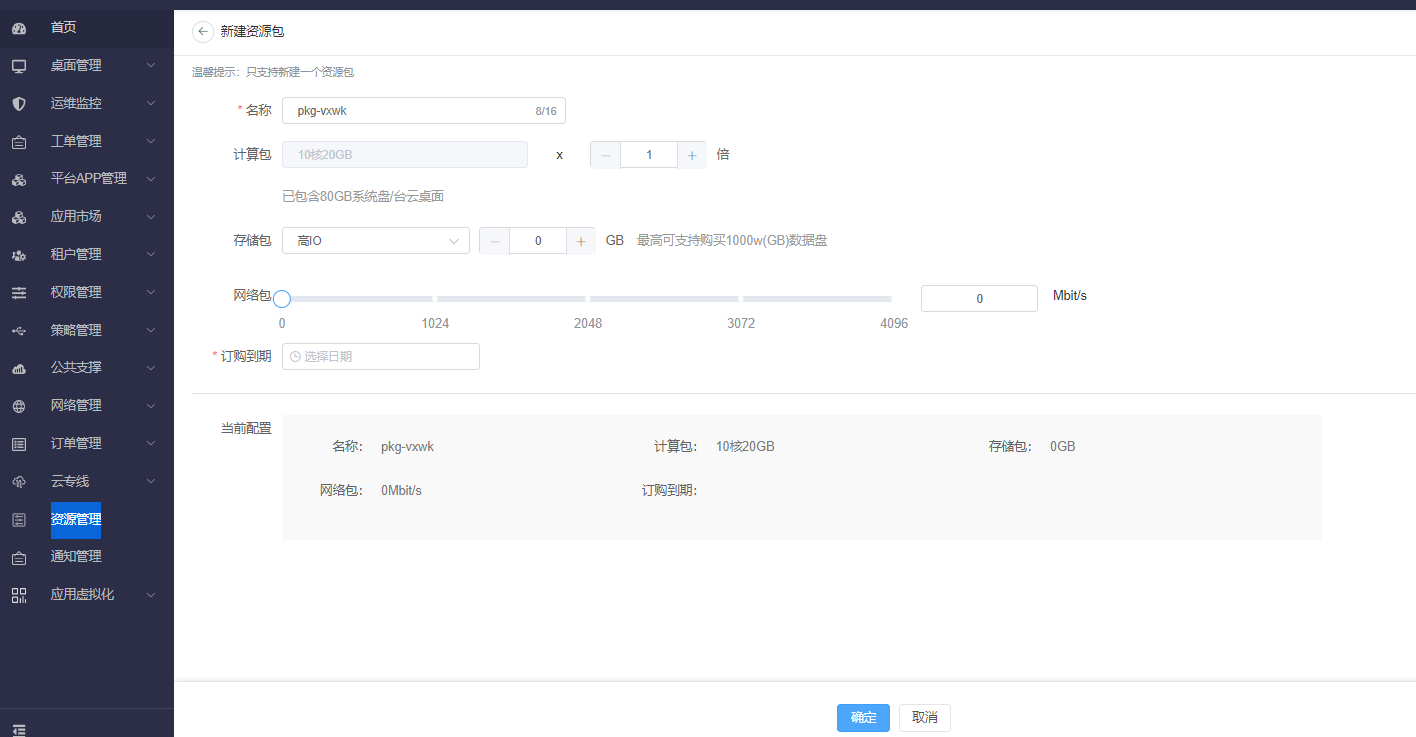 首页
桌面管理
运维监控
工单管理
平台APP管理
应用市场
租户管理
权限管理
策略管理
公共支撑
网络管理
订单管理
云专线
资源管理
通知管理
应用虚拟化
新建资源包
温馨提示：只支持新建一个资源包
* 名称 pkg-vxwk 8/16
计算包 10核20GB x 1 倍
已包含80GB系统盘/台云桌面
存储包 高IO 0 GB 最高可支持购买1000w(GB)数据盘
网络包 0 Mbit/s
0 1024 2048 3072 4096
* 订购到期 选择日期
当前配置
名称： pkg-vxwk 计算包： 10核20GB 存储包： 0GB
网络包： 0Mbit/s 订购到期：
确定 取消